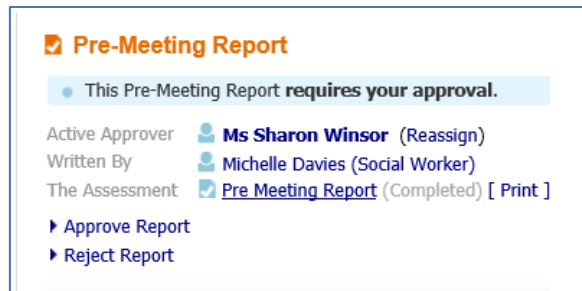 Pre-Meeting Report
This Pre-Meeting Report requires your approval.
Active Approver Ms Sharon Winsor (Reassign)
Written By Michelle Davies (Social Worker)
The Assessment Pre Meeting Report (Completed) [ Print ]
Approve Report
Reject Report